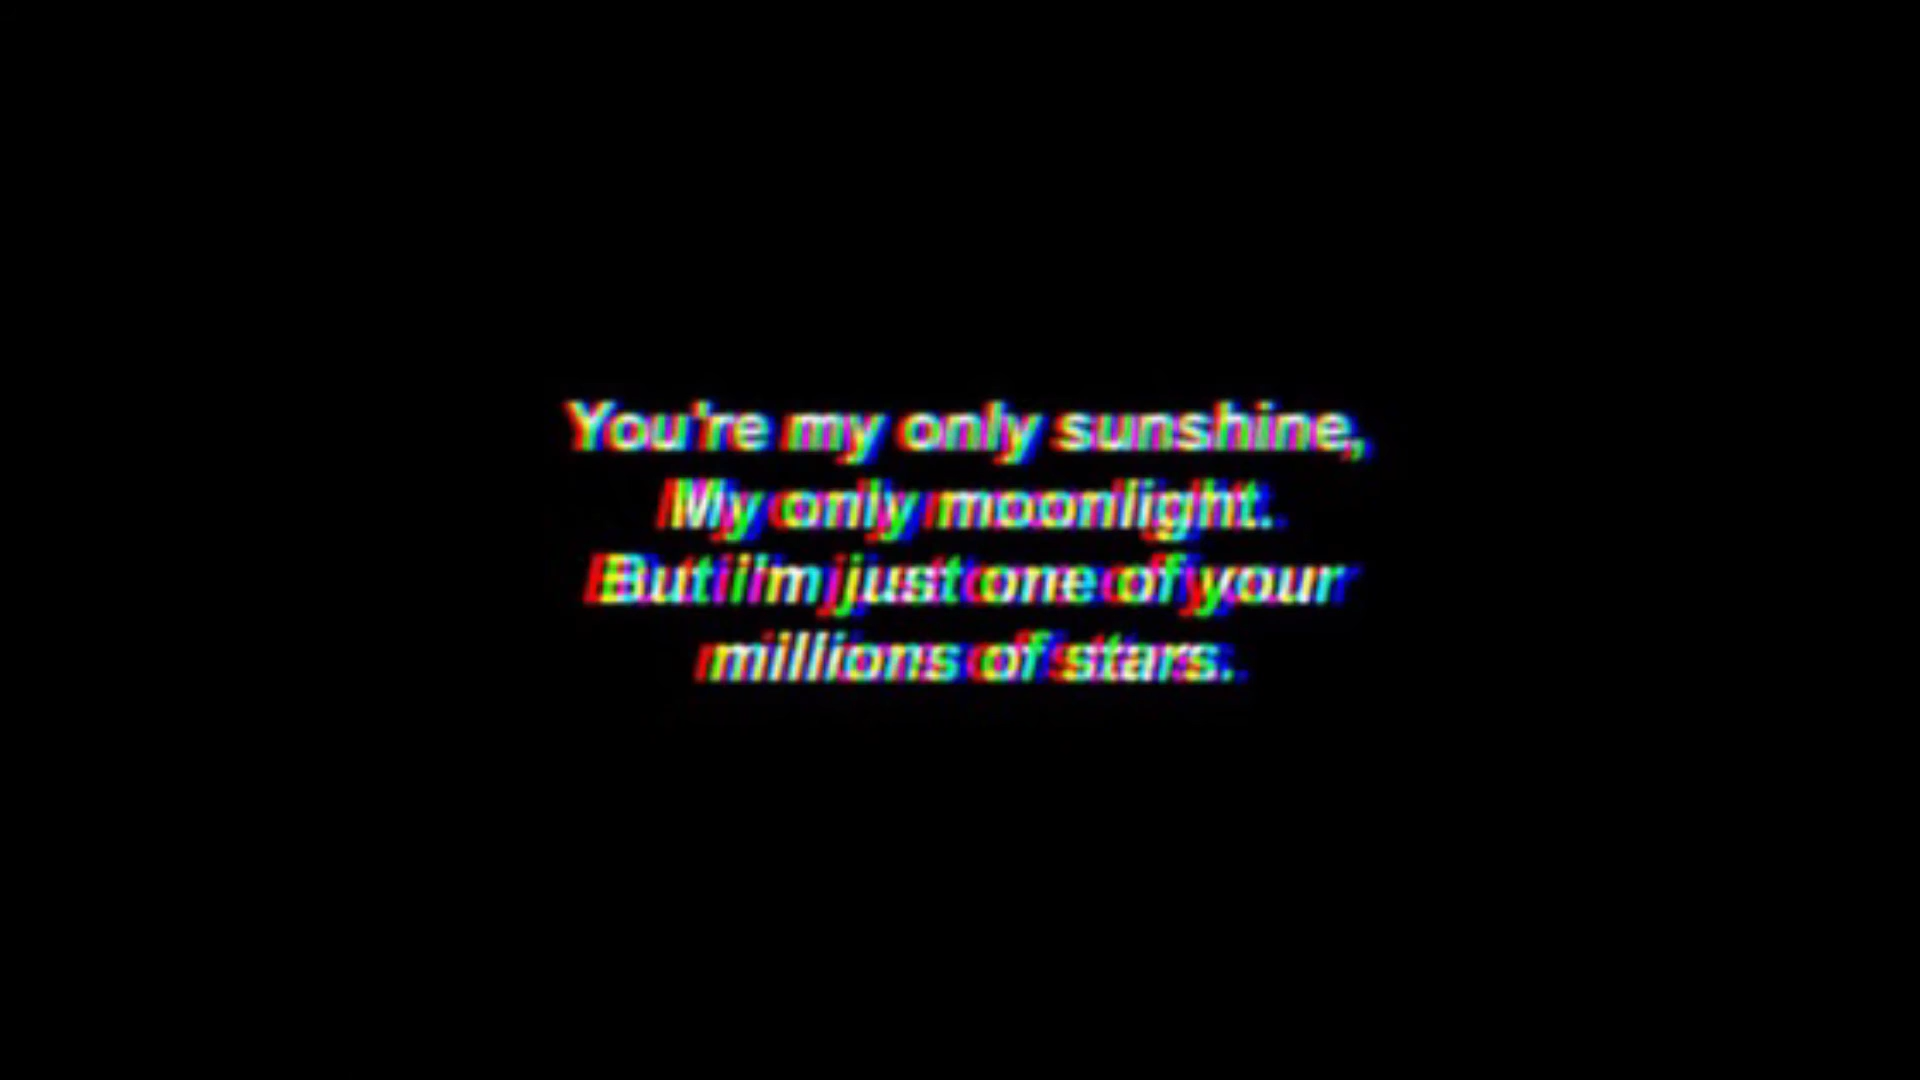 You're my only sunshine,
My only moonlight.
But i'm just one of your
millions of stars.